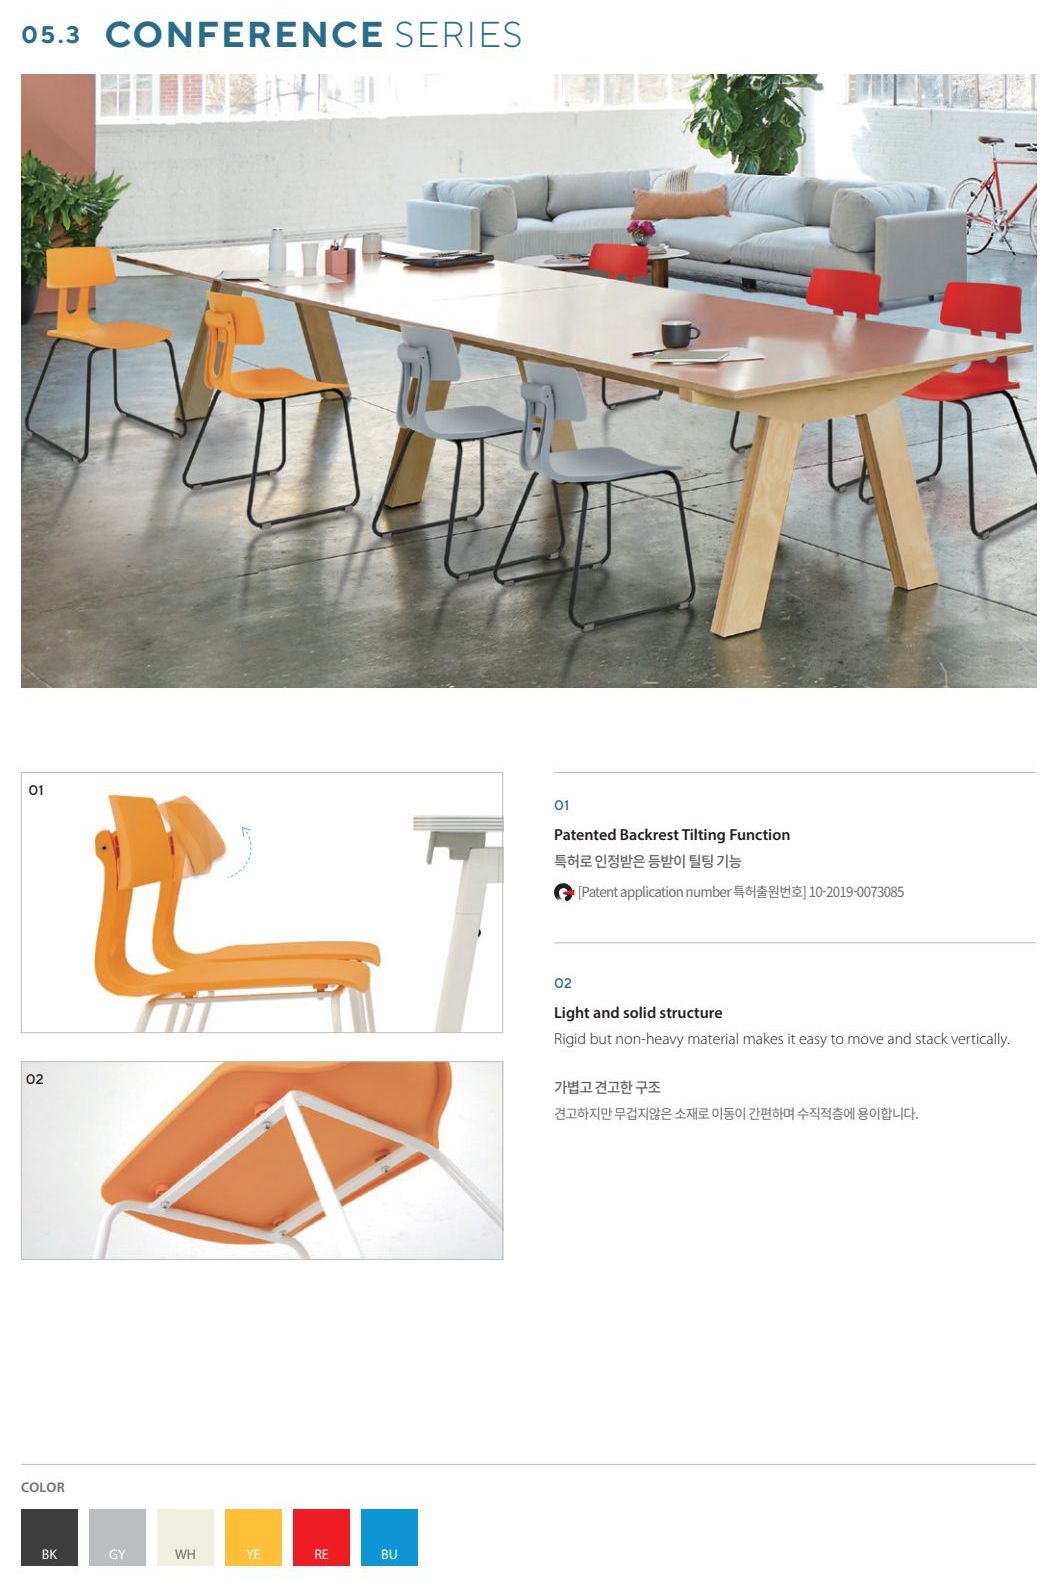 05.3 CONFERENCE SERIES
01
01
Patented Backrest Tilting Function
특허로 인정받은 등받이 틸팅 기능
[Patent application number 특허출원번호] 10-2019-0073085
02
02
Light and solid structure
Rigid but non-heavy material makes it easy to move and stack vertically.
가볍고 견고한 구조
견고하지만 무겁지않은 소재로 이동이 간편하며 수직적층에 용이합니다.
COLOR
BK GY WH YE RE BU